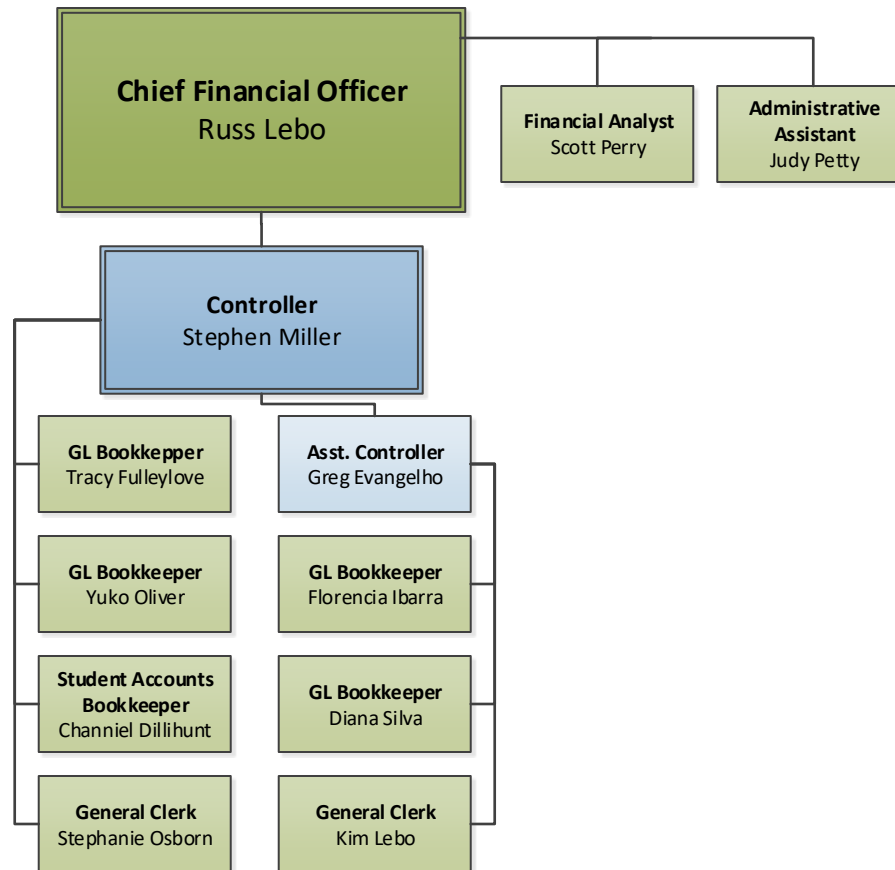 Chief Financial Officer
Russ Lebo
Financial Analyst
Scott Perry
Administrative
Assistant
Judy Petty
Controller
Stephen Miller
GL Bookkepper
Tracy Fulleylove
Asst. Controller
Greg Evangelho
GL Bookkeeper
Yuko Oliver
GL Bookkeeper
Florencia Ibarra
Student Accounts
Bookkeeper
Channiel Dillihunt
GL Bookkeeper
Diana Silva
General Clerk
Stephanie Osborn
General Clerk
Kim Lebo